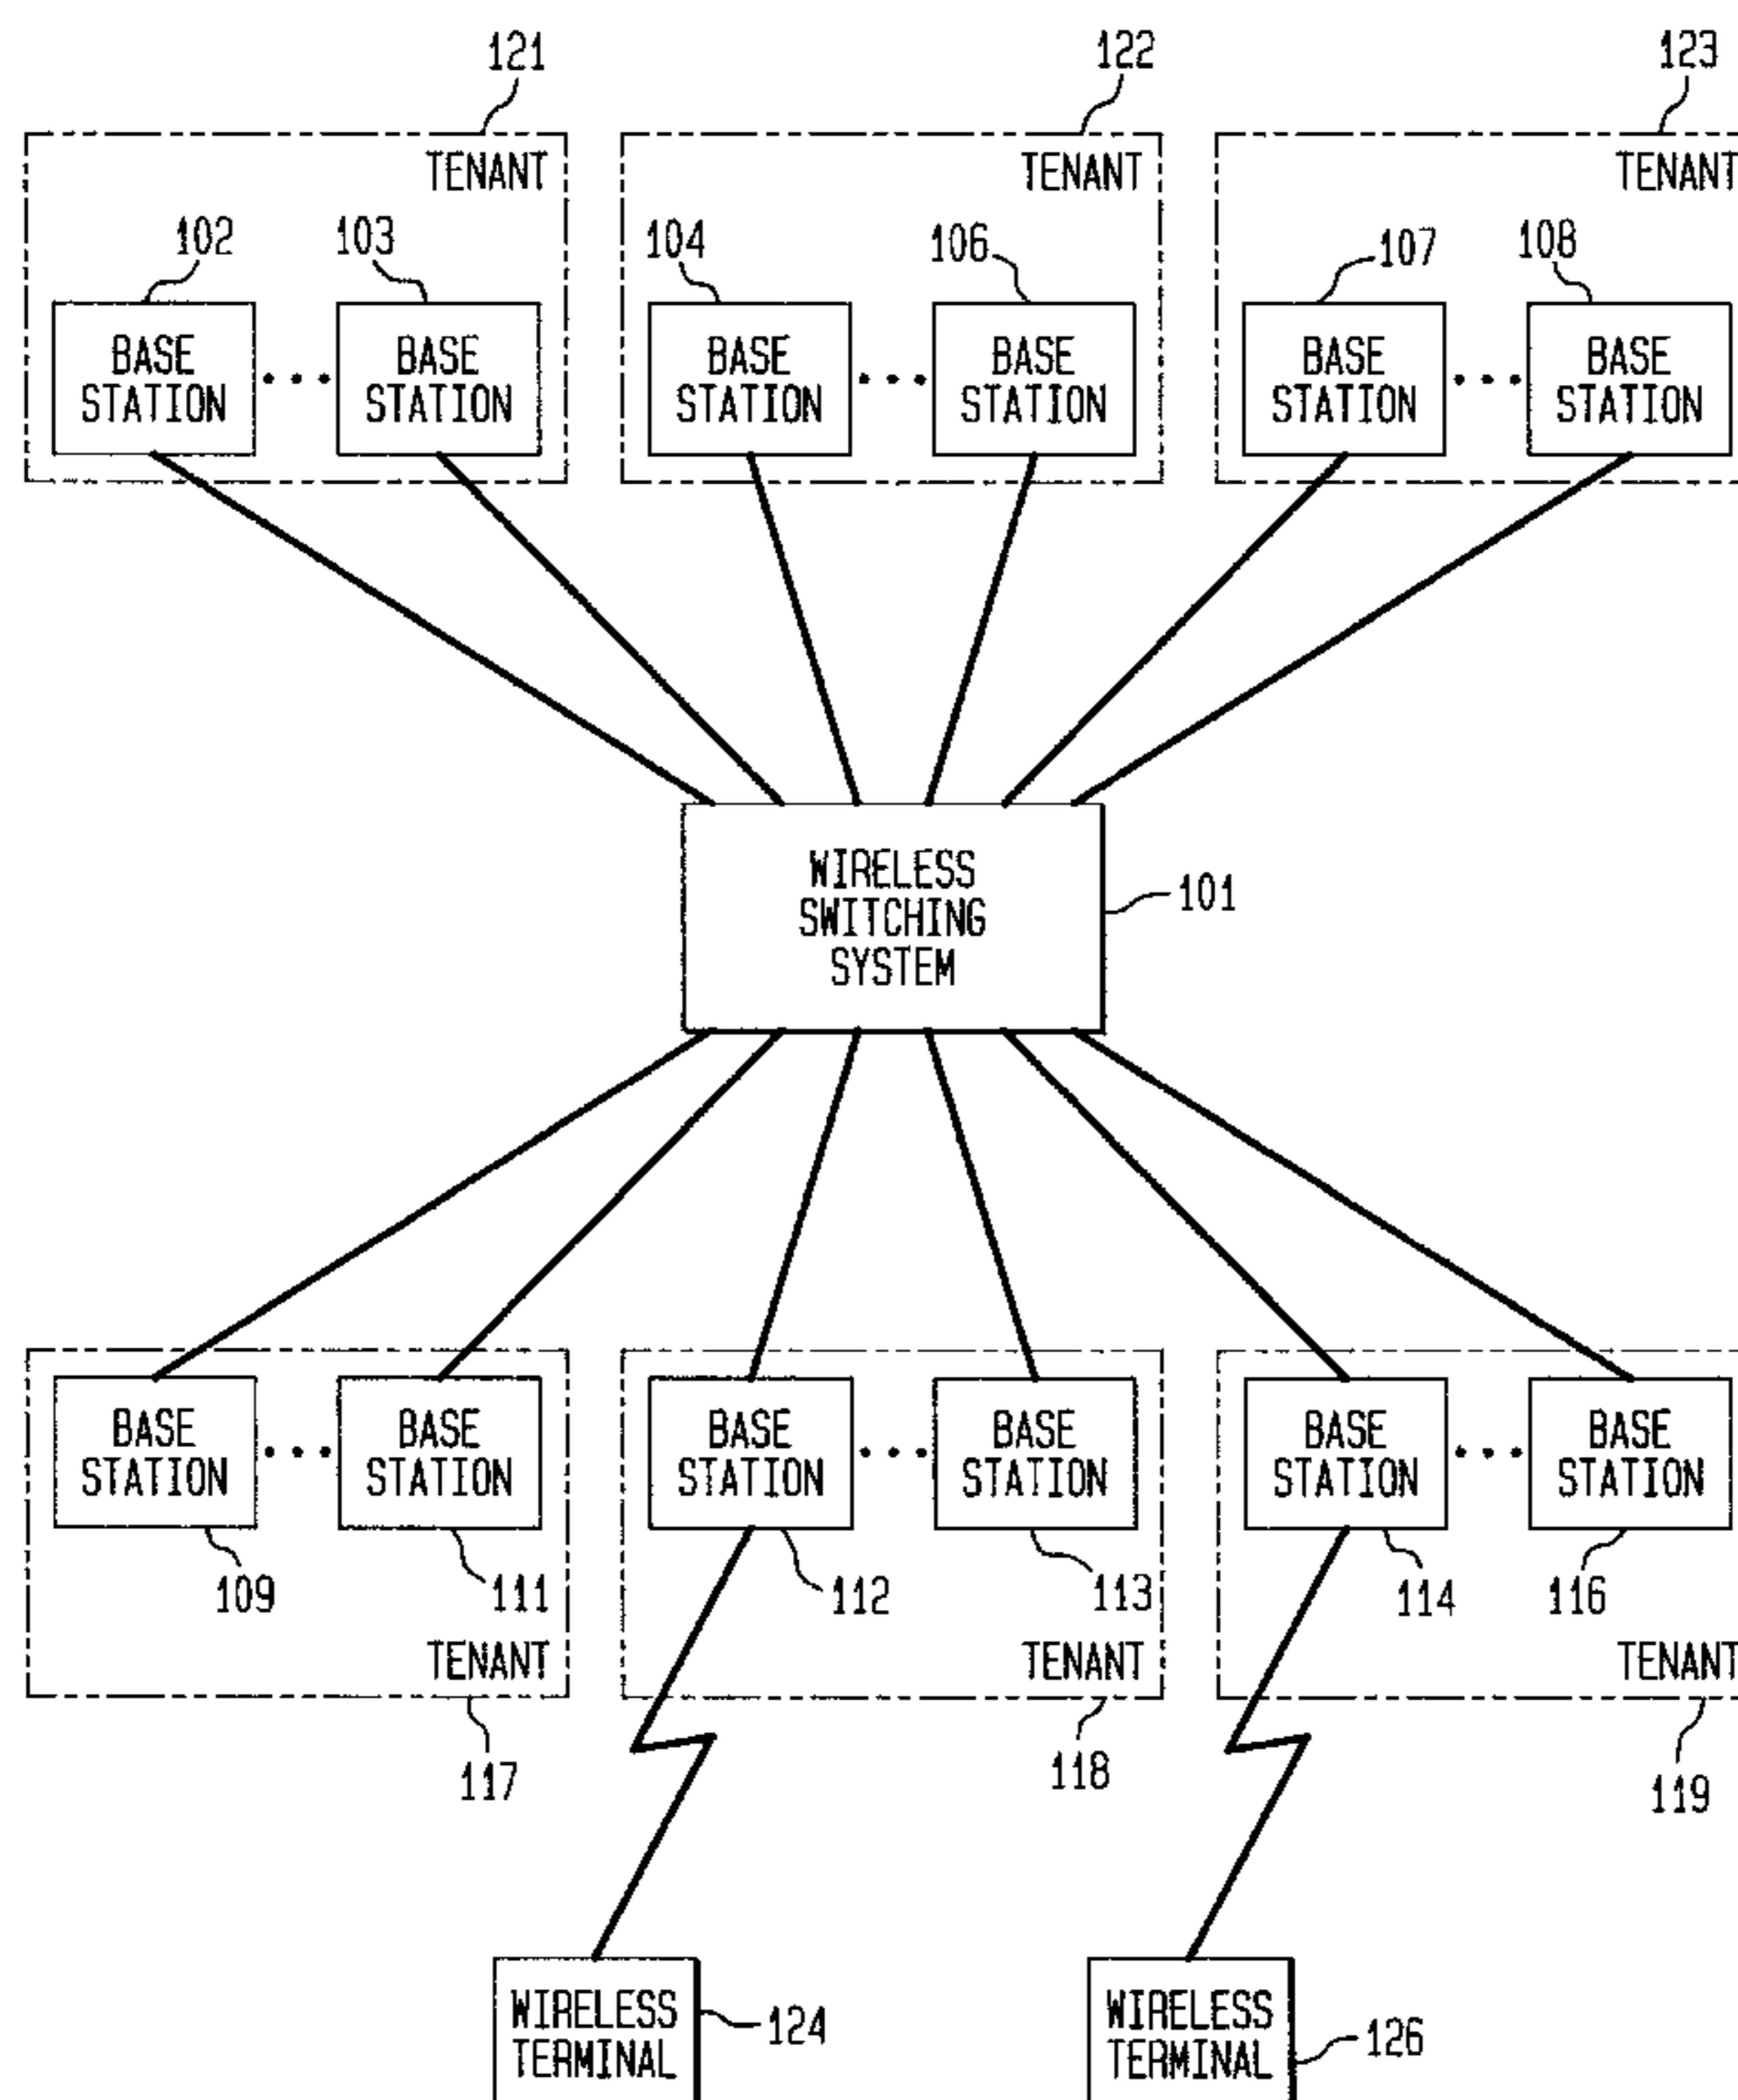 121
122
123
TENANT
TENANT
TENANT
102
103
104
106
107
108
BASE
STATION
BASE
STATION
BASE
STATION
BASE
STATION
BASE
STATION
BASE
STATION
WIRELESS
SWITCHING
SYSTEM
101
BASE
STATION
BASE
STATION
BASE
STATION
BASE
STATION
BASE
STATION
BASE
STATION
109
111
112
113
114
116
TENANT
TENANT
TENANT
117
118
119
WIRELESS
TERMINAL
124
WIRELESS
TERMINAL
126